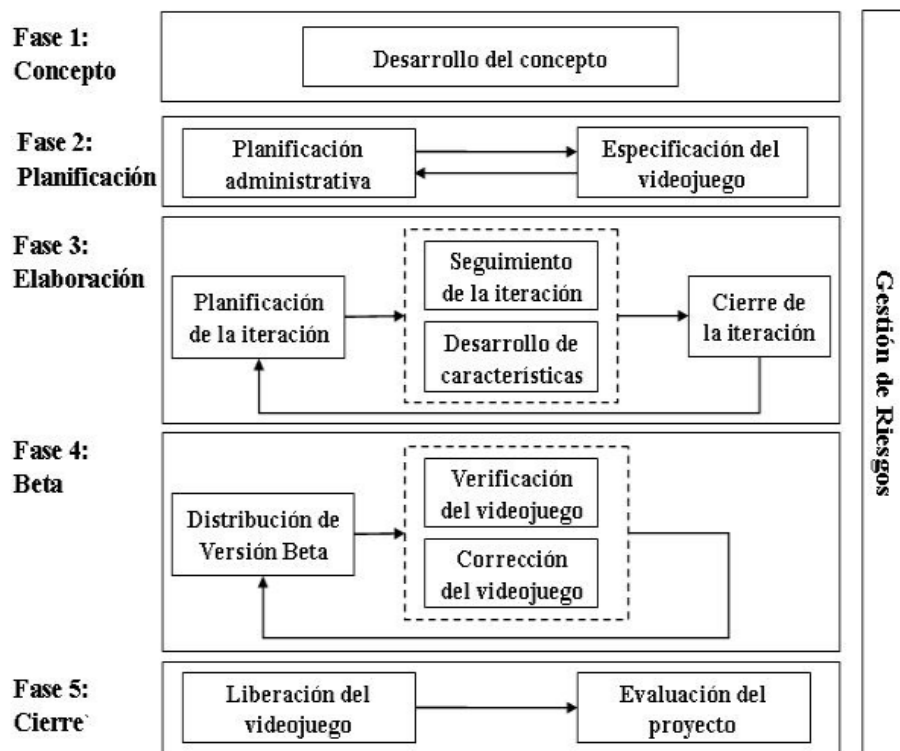 Fase 1:
Concepto
Desarrollo del concepto
Fase 2:
Planificación
Planificación
administrativa
Especificación del
videojuego
Fase 3:
Elaboración
Planificación
de la iteración
Seguimiento
de la iteración
Desarrollo de
características
Cierre de
la iteración
Fase 4:
Beta
Distribución de
Versión Beta
Verificación
del videojuego
Corrección
del videojuego
Fase 5:
Cierre
Liberación del
videojuego
Evaluación del
proyecto
Gestión de Riesgos